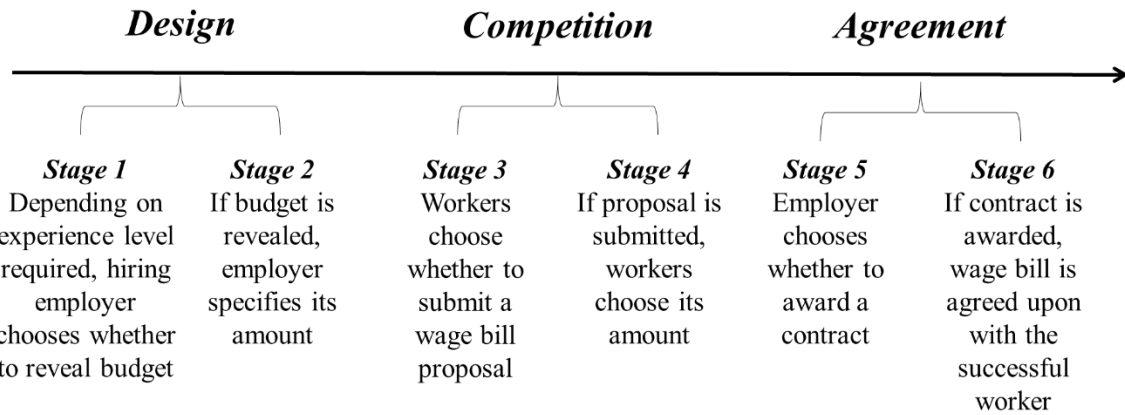 Design
Competition
Agreement
Stage 1
Depending on
experience level
required, hiring
employer
chooses whether
to reveal budget
Stage 2
If budget is
revealed,
employer
specifies its
amount
Stage 3
Workers
choose
whether to
submit a
wage bill
proposal
Stage 4
If proposal is
submitted,
workers
choose its
amount
Stage 5
Employer
chooses
whether to
award a
contract
Stage 6
If contract is
awarded,
wage bill is
agreed upon
with the
successful
worker